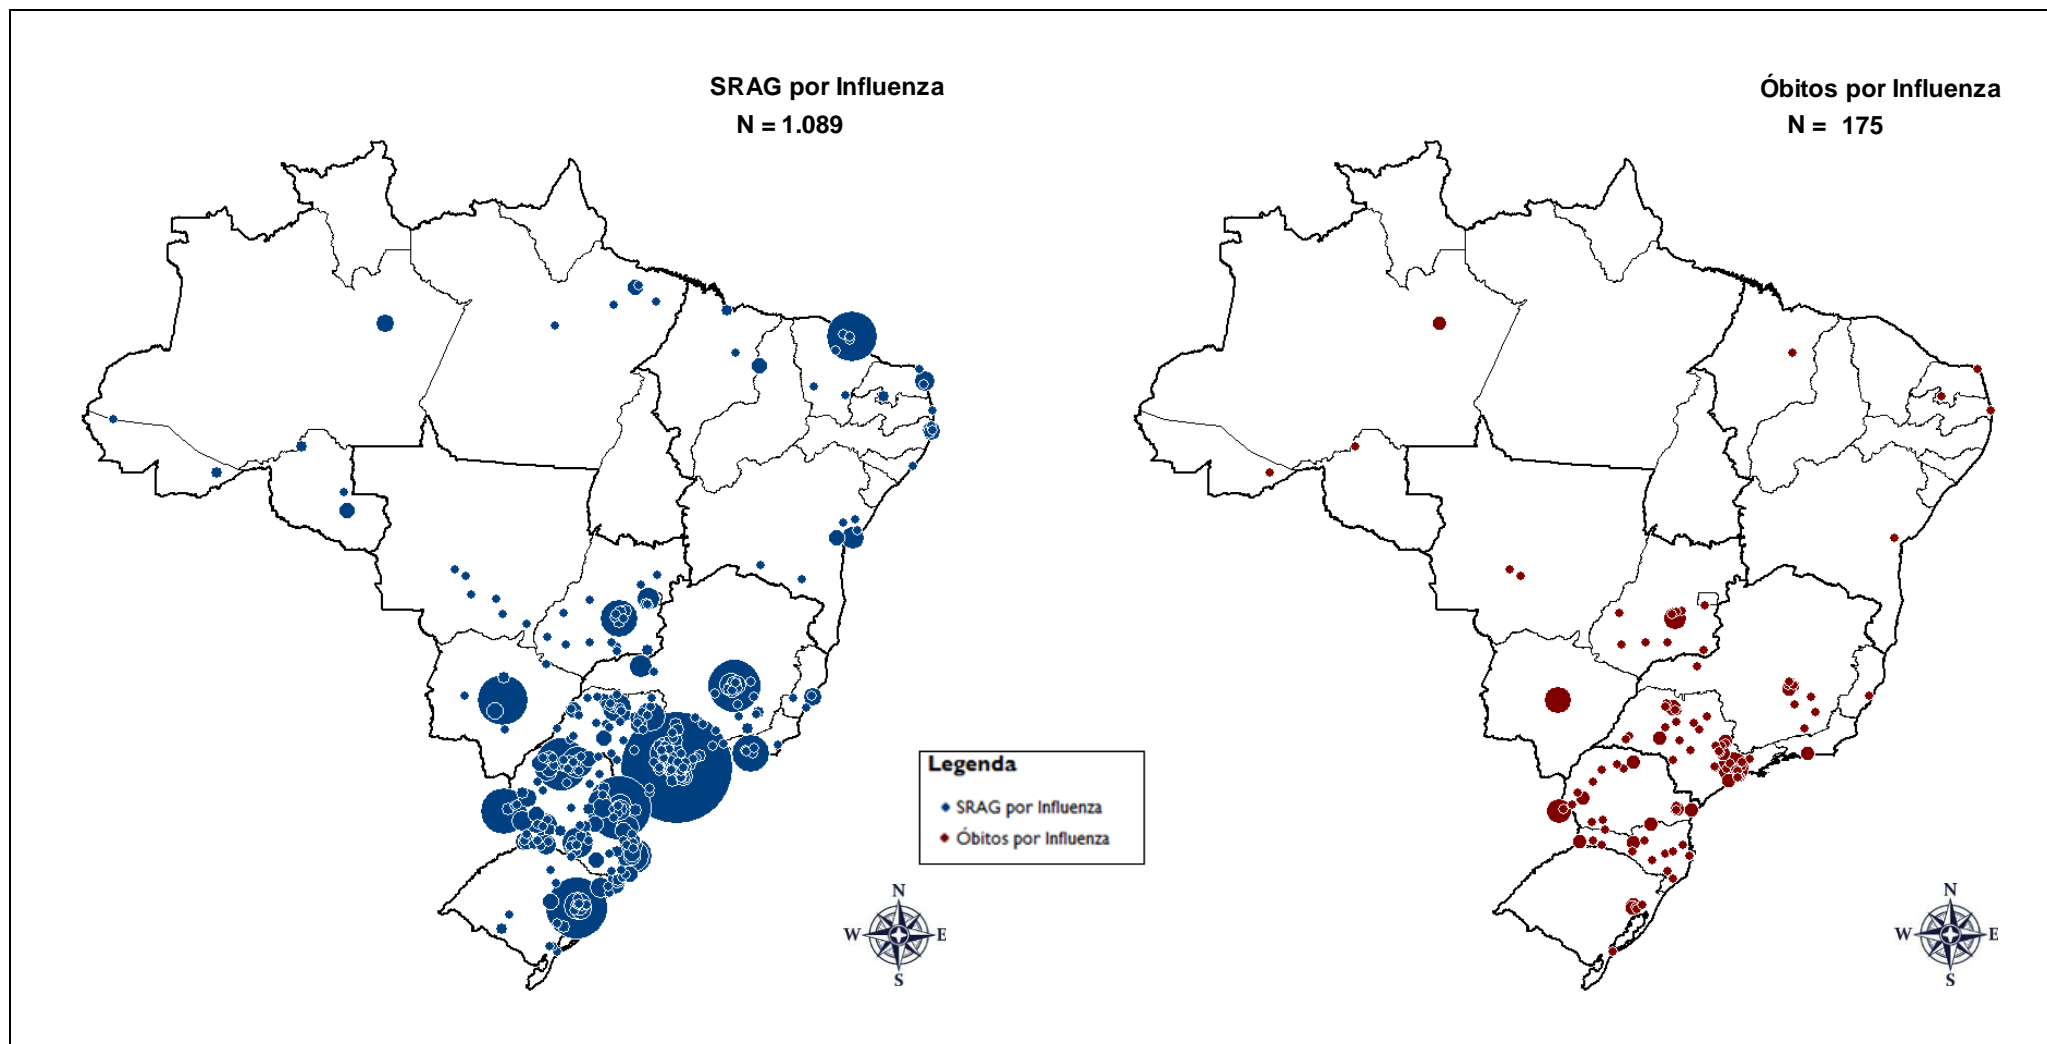 SRAG por Influenza
N = 1.089
Óbitos por Influenza
N = 175
Legenda
SRAG por Influenza
Óbitos por Influenza
N
W E
S
N
W E
S